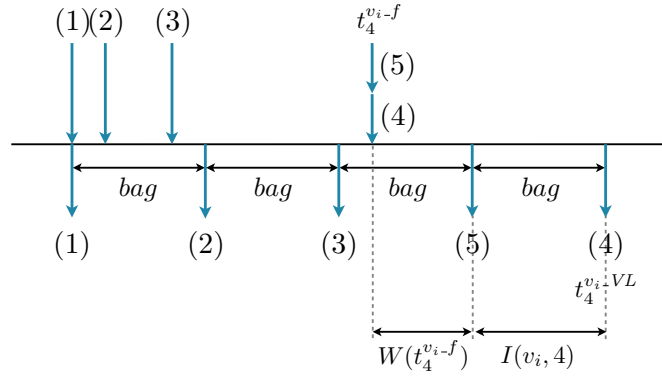 (1) (2) (3) t_4^{v_i-f}
(5)
(4)
bag bag bag bag
(1) (2) (3) (5) (4)
t_4^{v_i-VL}
W(t_4^{v_i-f}) I(v_i, 4)